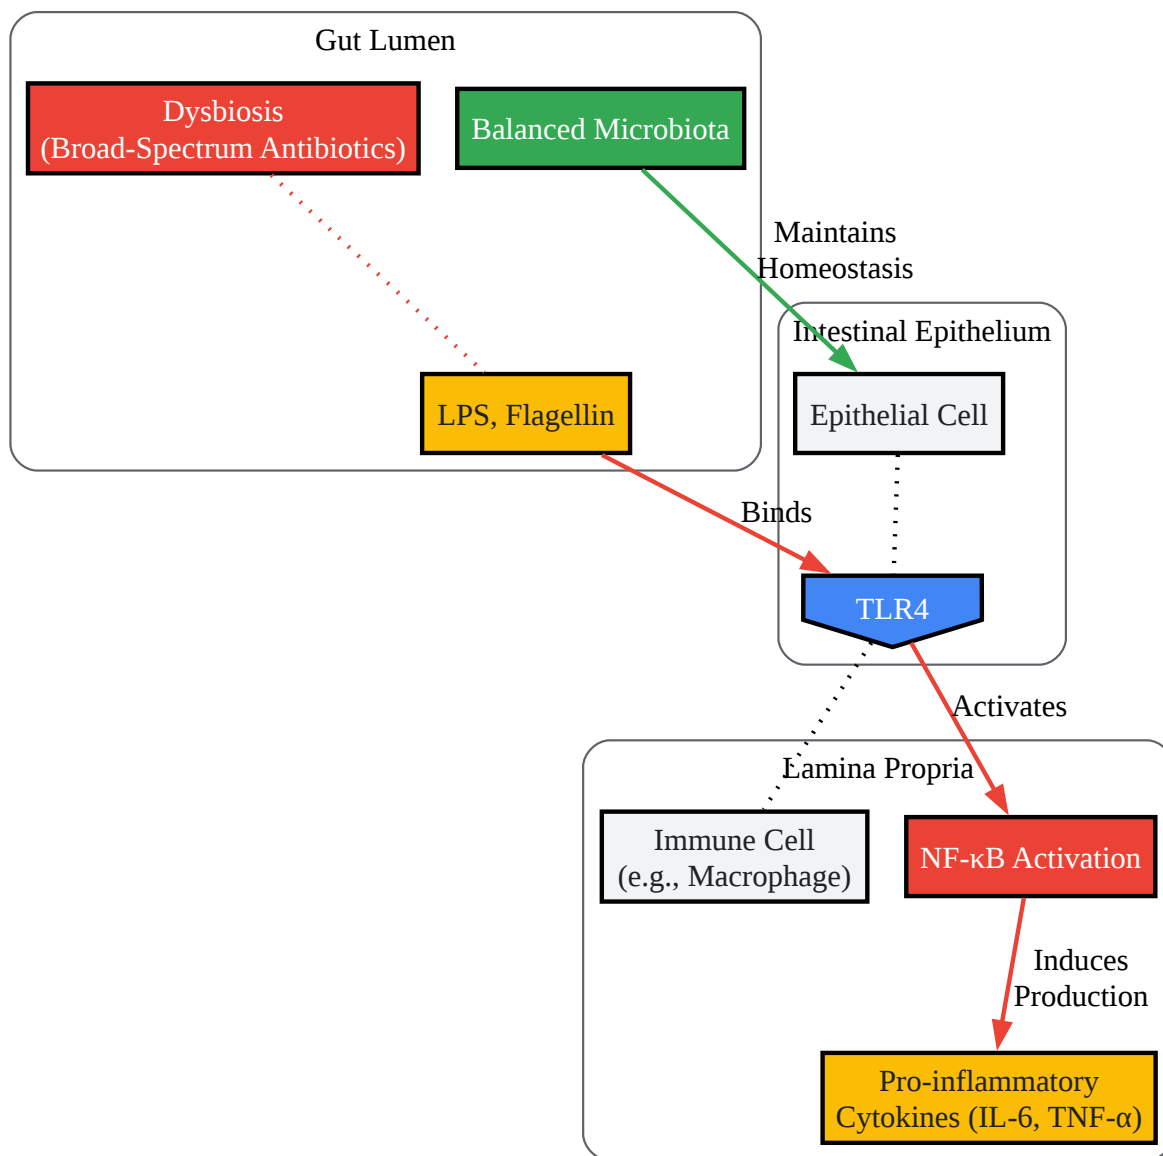 Gut Lumen
Dysbiosis
(Broad-Spectrum Antibiotics)
Balanced Microbiota
Maintains
Homeostasis
Intestinal Epithelium
LPS, Flagellin
Epithelial Cell
Binds
TLR4
Activates
Lamina Propria
Immune Cell
(e.g., Macrophage)
NF-κB Activation
Induces
Production
Pro-inflammatory
Cytokines (IL-6, TNF-α)